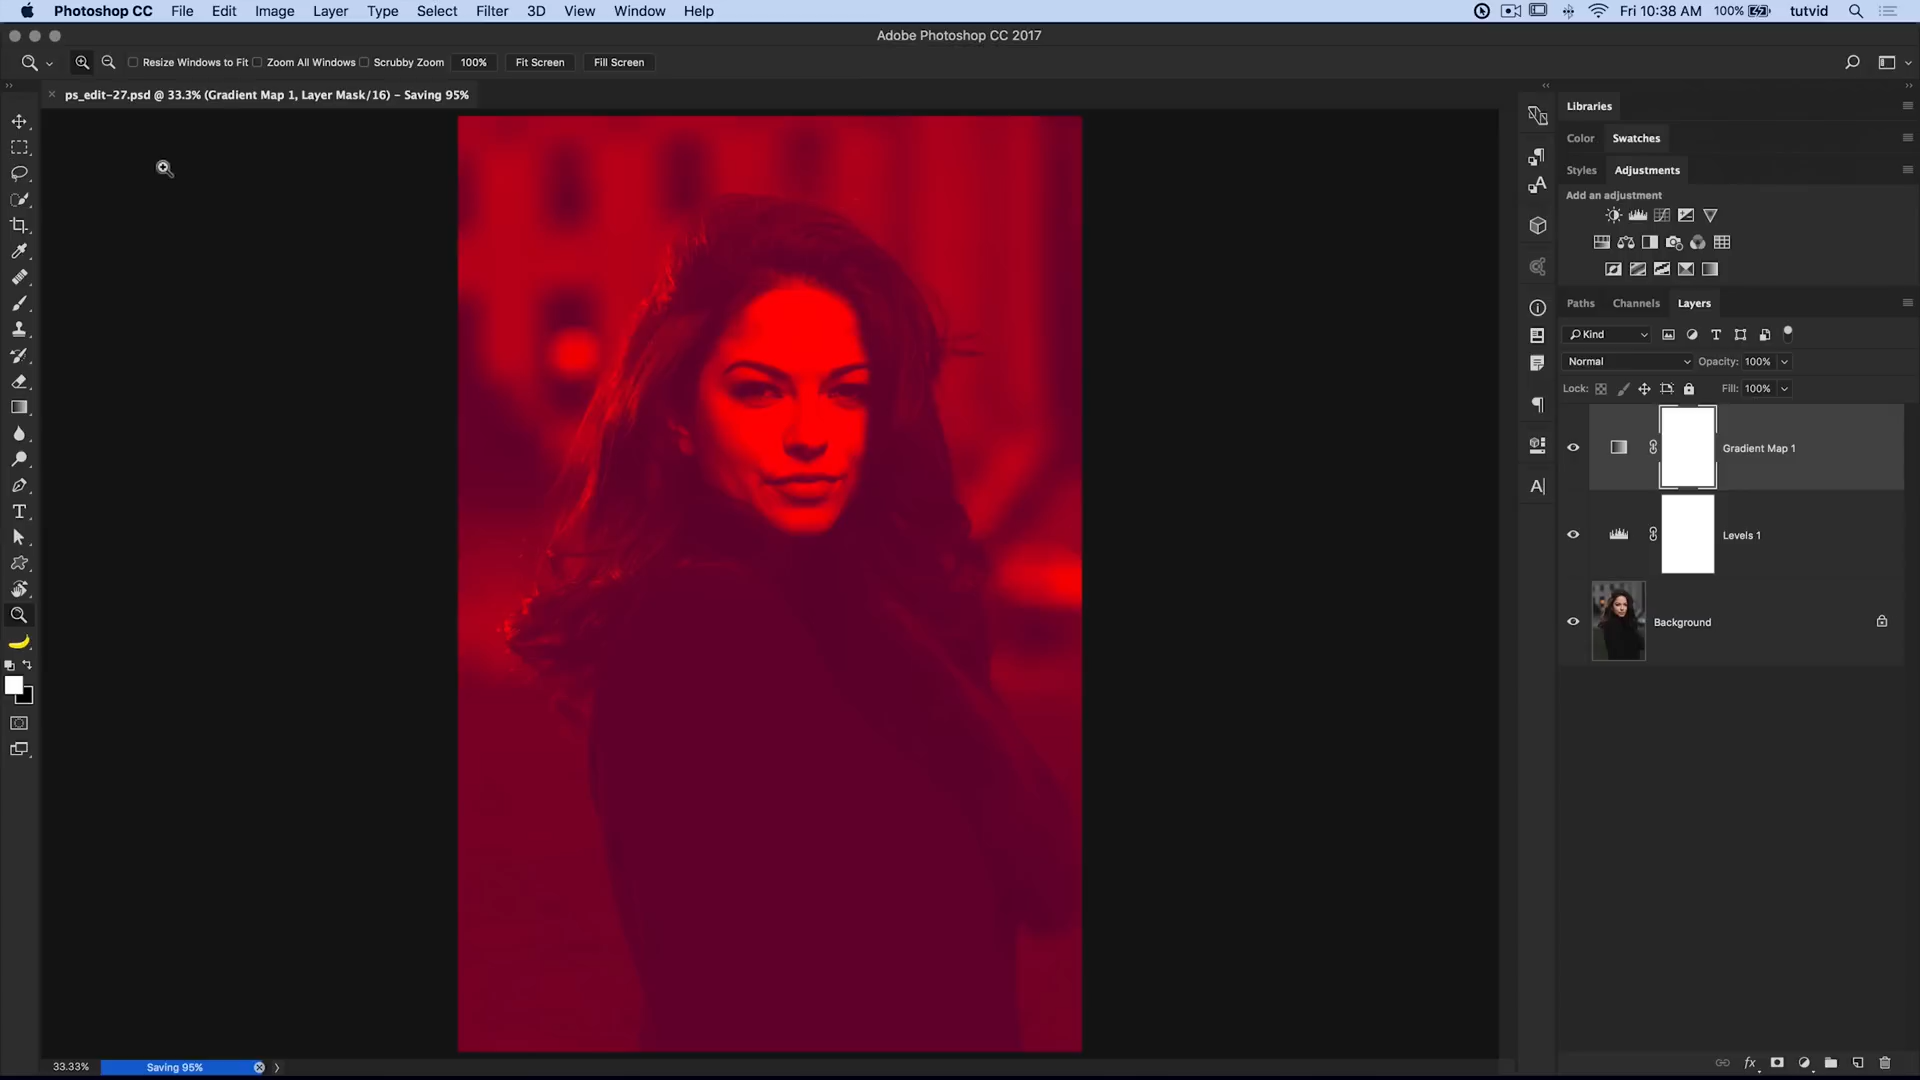 Photoshop CC File Edit Image Layer Type Select Filter 3D View Window Help Fri 10:38 AM 100% tutvid
Adobe Photoshop CC 2017
Resize Windows to Fit Zoom All Windows Scrubby Zoom 100% Fit Screen Fill Screen
ps_edit-27.psd @ 33.3% (Gradient Map 1, Layer Mask/16) – Saving 95%
Libraries
Color Swatches
Styles Adjustments
Add an adjustment
Paths Channels Layers
Kind
Normal Opacity: 100%
Lock: Fill: 100%
Gradient Map 1
Levels 1
Background
33.33% Saving 95%